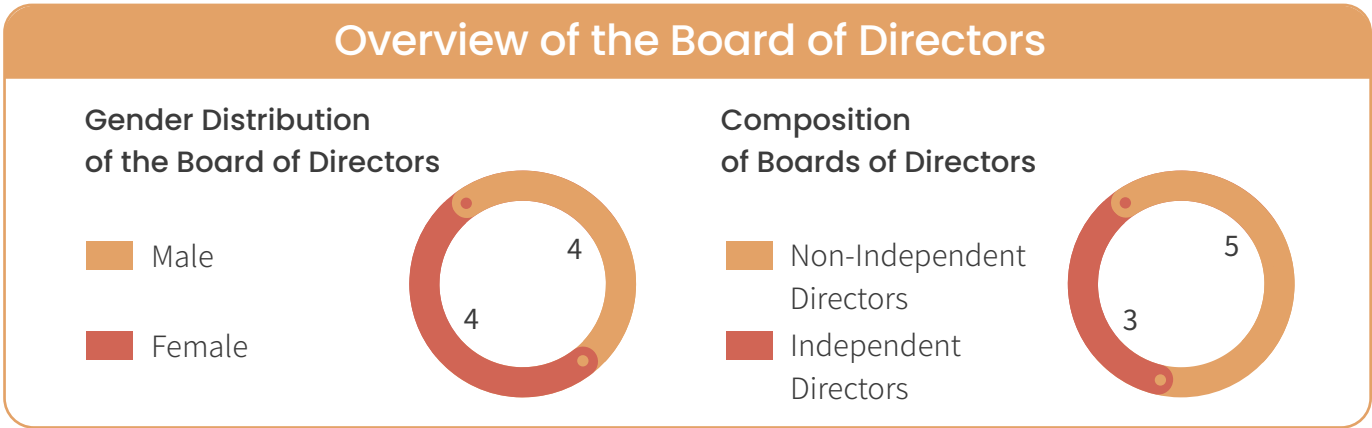 Overview of the Board of Directors
Gender Distribution
of the Board of Directors
Male
Female
4
4
Composition
of Boards of Directors
Non-Independent
Directors
Independent
Directors
5
3